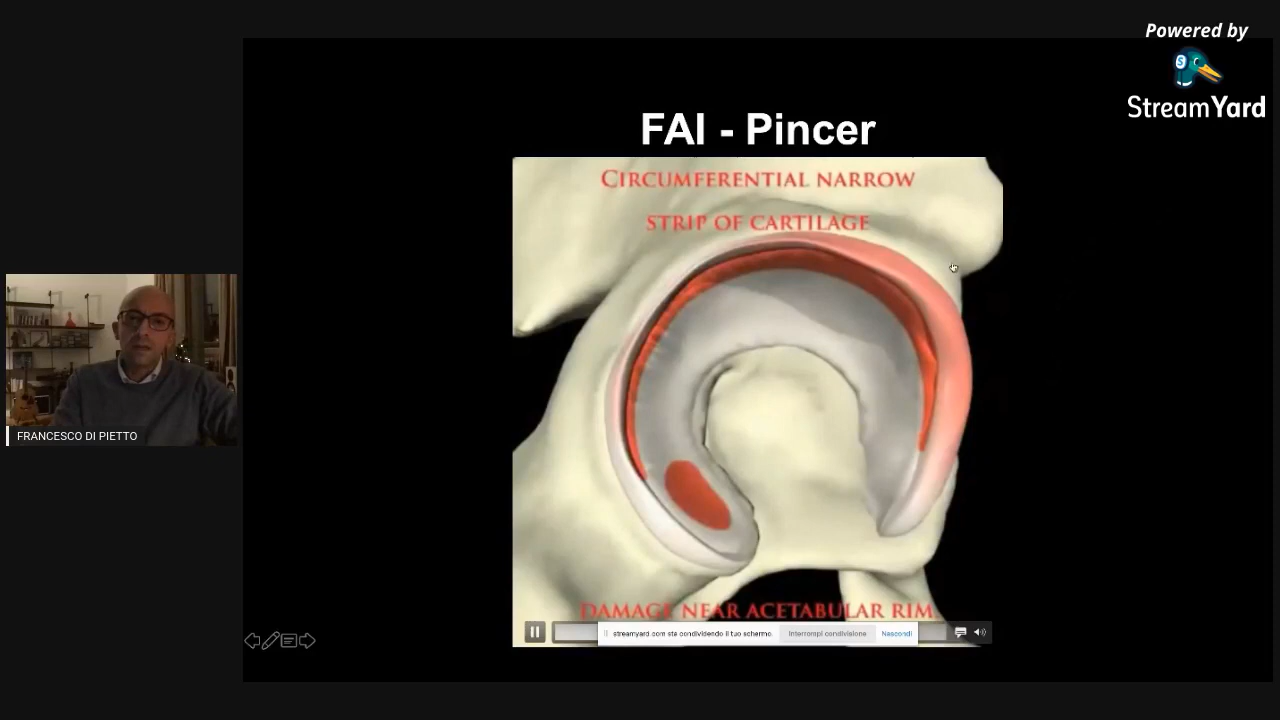 Powered by
StreamYard
FAI - Pincer
CIRCUMFERENTIAL NARROW
STRIP OF CARTILAGE
FRANCESCO DI PIETTO
DAMAGE NEAR ACETABULAR RIM
streamyard.com sta condividendo il tuo schermo.
Interrompi condivisione
Nascondi